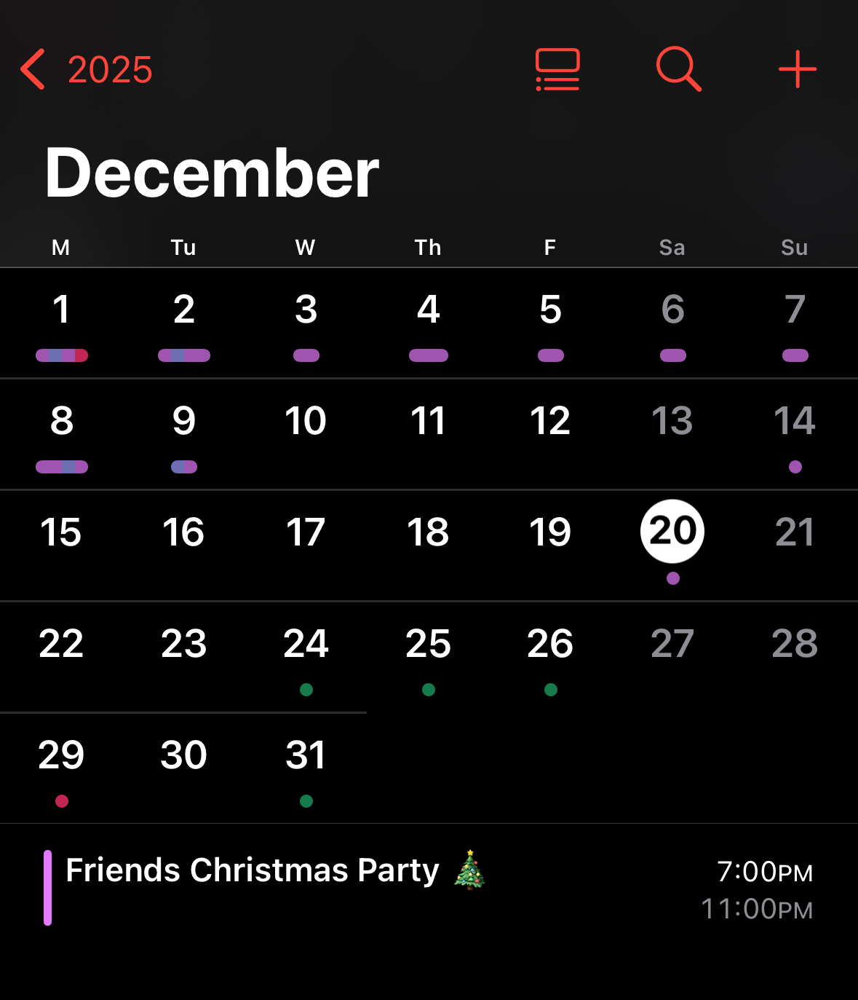 2025
December
M Tu W Th F Sa Su
1 2 3 4 5 6 7
8 9 10 11 12 13 14
15 16 17 18 19 20 21
22 23 24 25 26 27 28
29 30 31
Friends Christmas Party 🎄 7:00PM
11:00PM